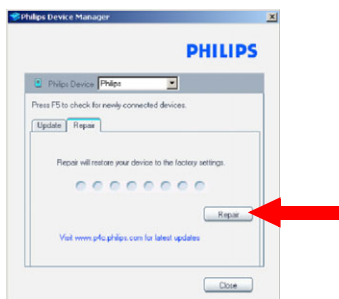 Philips Device Manager
PHILIPS
Philips Device Philips
Press F5 to check for newly connected devices.
Update Repair
Repair will restore your device to the factory settings.
Repair
Visit www.p4c.philips.com for latest updates
Close